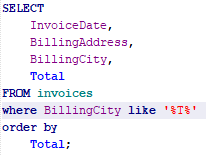 SELECT
InvoiceDate,
BillingAddress,
BillingCity,
Total
FROM invoices
where BillingCity like '%T%'
order by
Total;